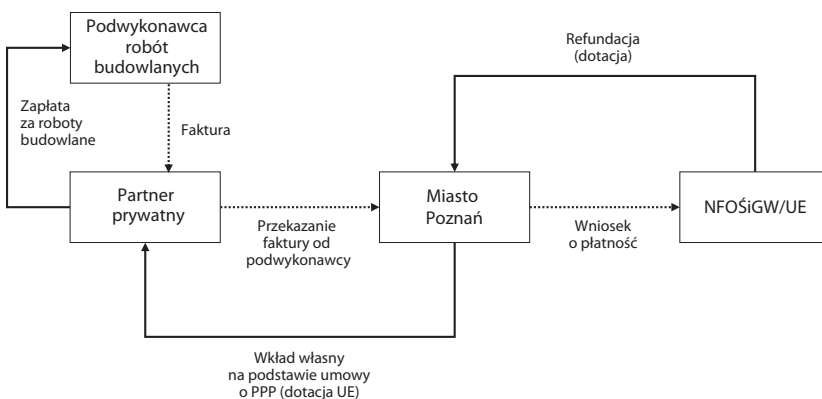 Podwykonawca
robót
budowlanych
Refundacja
(dotacja)
Zapłata
za roboty
budowlane
Faktura
Partner
prywatny
Przekazanie
faktury od
podwykonawcy
Miasto
Poznań
Wniosek
o płatność
NFOŚiGW/UE
Wkład własny
na podstawie umowy
o PPP (dotacja UE)